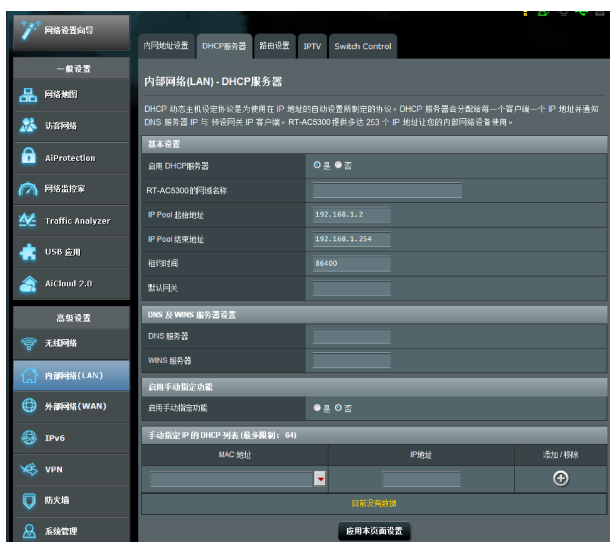 网络设置向导
一般设置
网络地图
访客网络
AiProtection
网络监控家
Traffic Analyzer
USB 应用
AiCloud 2.0
高级设置
无线网络
内部网络(LAN)
外部网络(WAN)
IPv6
VPN
防火墙
系统管理
内网地址设置 DHCP服务器 路由设置 IPTV Switch Control
内部网络(LAN) - DHCP服务器
DHCP 动态主机设定协议是为使用在 IP 地址的自动设置所制定的协议。DHCP 服务器会分配给每一个客户端一个 IP 地址并通知
DNS 服务器 IP 与 预设网关 IP 客户端。RT-AC5300提供多达 253 个 IP 地址让您的内部网络设备使用。
基本设置
启用 DHCP服务器 是 否
RT-AC5300的网域名称
IP Pool 起始地址 192.168.1.2
IP Pool 结束地址 192.168.1.254
租约时间 86400
默认网关
DNS 及 WINS 服务器设置
DNS 服务器
WINS 服务器
启用手动指定功能
启用手动指定功能 是 否
手动指定 IP 的 DHCP 列表 (最多限制: 64)
MAC 地址 IP地址 添加 / 移除
目前没有数据
应用本页面设置